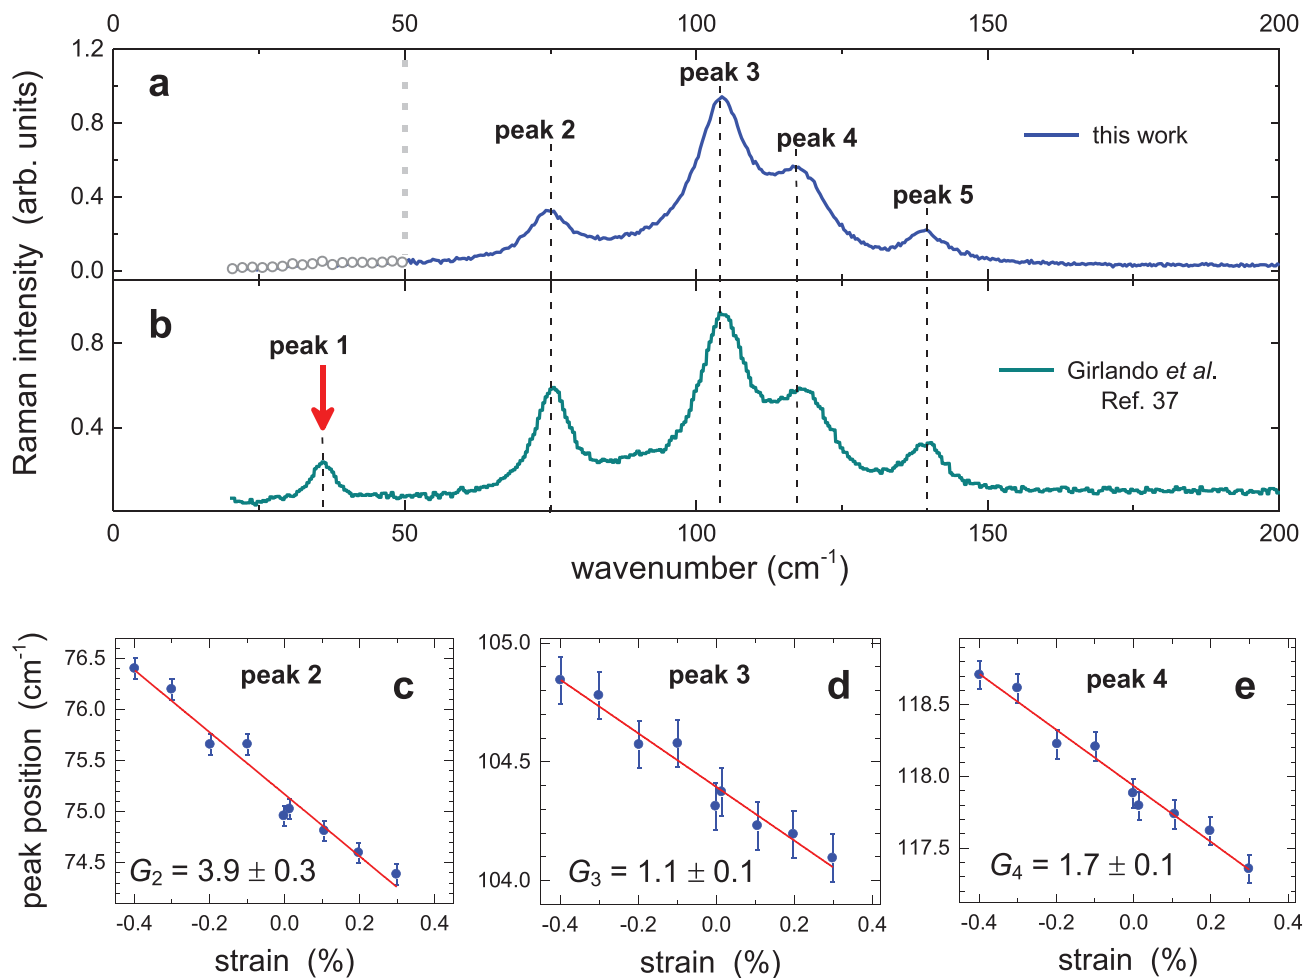 0 50 100 150 200
1.2
a
peak 3
0.8
peak 2
peak 4
this work
0.4
peak 5
0.0
Raman intensity (arb. units)
b
0.8
peak 1
Girlando et al.
Ref. 37
0.4
0 50 100 150 200
wavenumber (cm⁻¹)
peak position (cm⁻¹)
76.5
76.0
75.5
75.0
74.5
peak 2
c
G₂ = 3.9 ± 0.3
-0.4 -0.2 0.0 0.2 0.4
strain (%)
105.0
104.5
104.0
peak 3
d
G₃ = 1.1 ± 0.1
-0.4 -0.2 0.0 0.2 0.4
strain (%)
118.5
118.0
117.5
peak 4
e
G₄ = 1.7 ± 0.1
-0.4 -0.2 0.0 0.2 0.4
strain (%)